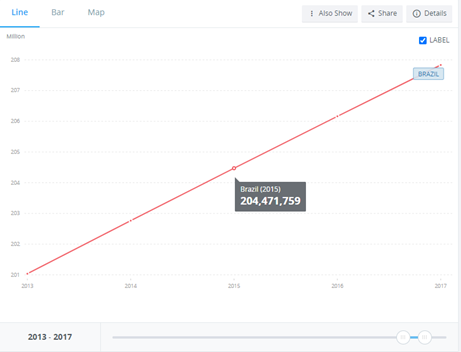 Line Bar Map Also Show Share Details
Million
LABEL
208
BRAZIL
207
206
205
204
Brazil (2015)
204,471,759
203
202
201
2013 2014 2015 2016 2017
2013 - 2017